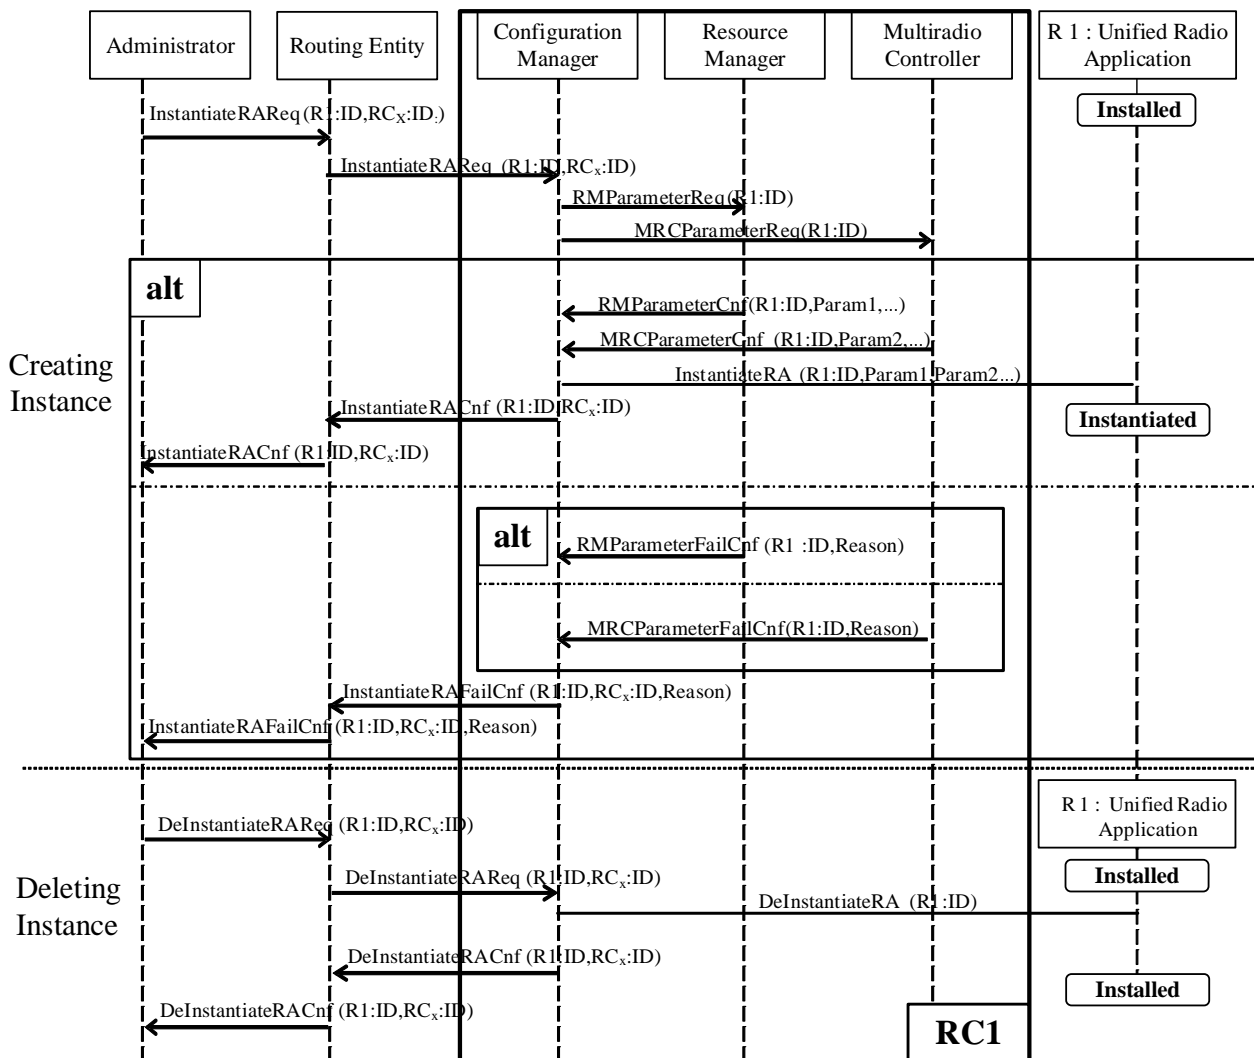 Administrator
Routing Entity
Configuration
Manager
Resource
Manager
Multiradio
Controller
R 1 : Unified Radio
Application
Installed
InstantiateRAReq (R1:ID,RCX:ID.)
InstantiateRAReq (R1:ID,RCx:ID)
RMParameterReq(R1:ID)
MRCParameterReq(R1:ID)
alt
RMParameterCnf(R1:ID,Param1,...)
MRCParameterCnf (R1:ID,Param2,...)
Creating
Instance
InstantiateRA (R1:ID,Param1,Param2...)
InstantiateRACnf (R1:ID,RCx:ID)
Instantiated
InstantiateRACnf (R1:ID,RCx:ID)
alt
RMParameterFailCnf (R1 :ID,Reason)
MRCParameterFailCnf(R1:ID,Reason)
InstantiateRAFailCnf (R1:ID,RCx:ID,Reason)
InstantiateRAFailCnf (R1:ID,RCx:ID,Reason)
R 1 : Unified Radio
Application
DeInstantiateRAReq (R1:ID,RCx:ID)
Installed
DeInstantiateRAReq (R1:ID,RCx:ID)
Deleting
Instance
DeInstantiateRA (R1:ID)
DeInstantiateRACnf (R1:ID,RCx:ID)
Installed
DeInstantiateRACnf (R1:ID,RCx:ID)
RC1